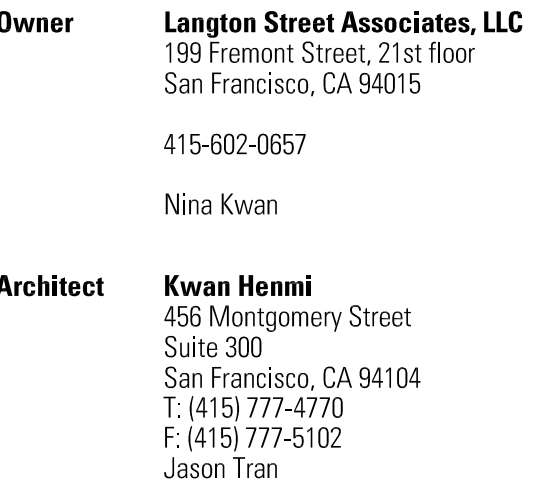 Owner Langton Street Associates, LLC
199 Fremont Street, 21st floor
San Francisco, CA 94015
415-602-0657
Nina Kwan
Architect Kwan Henmi
456 Montgomery Street
Suite 300
San Francisco, CA 94104
T: (415) 777-4770
F: (415) 777-5102
Jason Tran